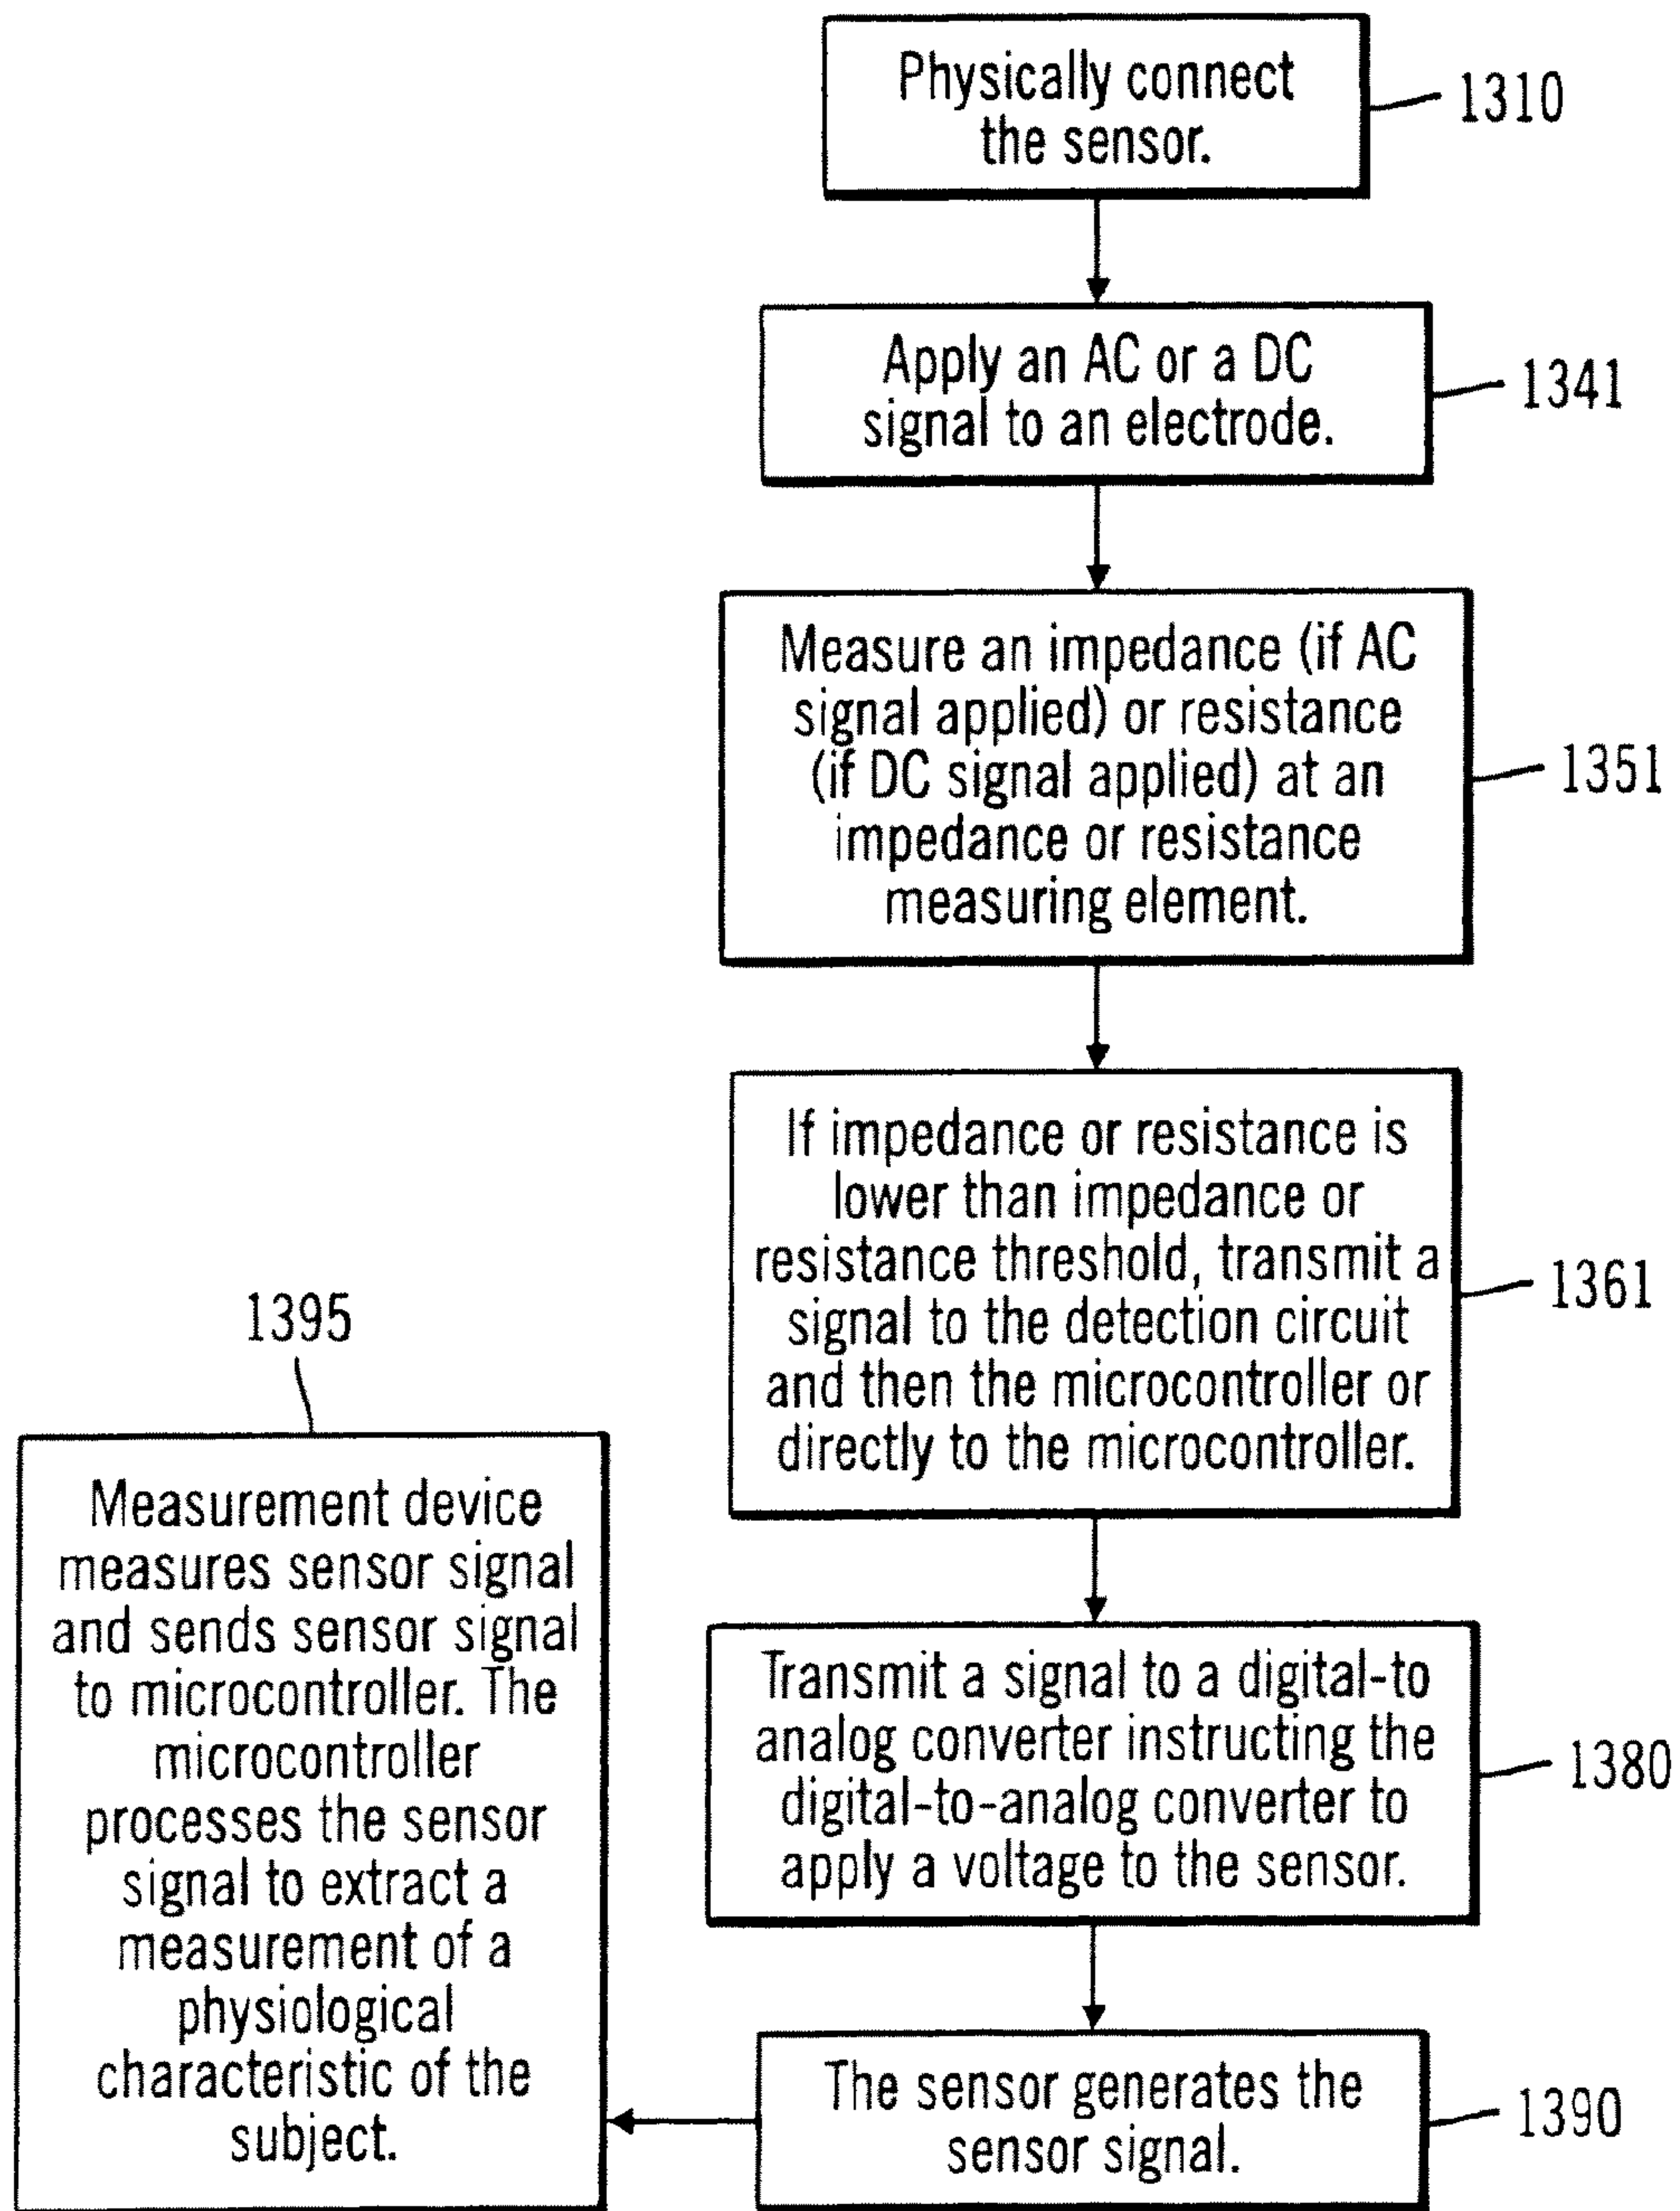 Physically connect
the sensor.
1310
Apply an AC or a DC
signal to an electrode.
1341
Measure an impedance (if AC
signal applied) or resistance
(if DC signal applied) at an
impedance or resistance
measuring element.
1351
If impedance or resistance is
lower than impedance or
resistance threshold, transmit a
signal to the detection circuit
and then the microcontroller or
directly to the microcontroller.
1361
Transmit a signal to a digital-to
analog converter instructing the
digital-to-analog converter to
apply a voltage to the sensor.
1380
The sensor generates the
sensor signal.
1390
1395
Measurement device
measures sensor signal
and sends sensor signal
to microcontroller. The
microcontroller
processes the sensor
signal to extract a
measurement of a
physiological
characteristic of the
subject.